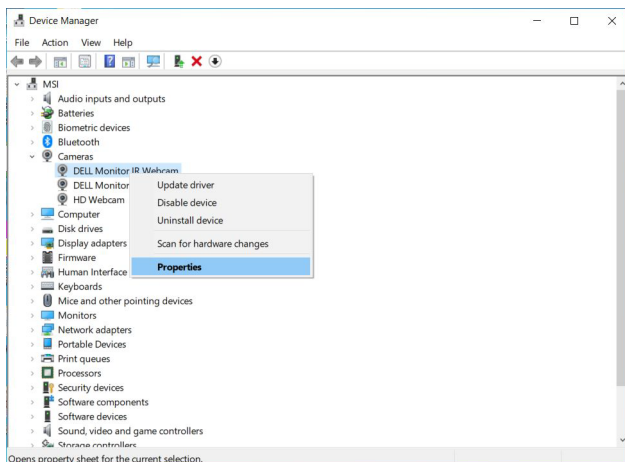 Device Manager
File Action View Help
MSI
Audio inputs and outputs
Batteries
Biometric devices
Bluetooth
Cameras
DELL Monitor IR Webcam
DELL Monitor
HD Webcam
Update driver
Disable device
Uninstall device
Scan for hardware changes
Properties
Computer
Disk drives
Display adapters
Firmware
Human Interface
Keyboards
Mice and other pointing devices
Monitors
Network adapters
Portable Devices
Print queues
Processors
Security devices
Software components
Software devices
Sound, video and game controllers
Storage controllers
Opens property sheet for the current selection.